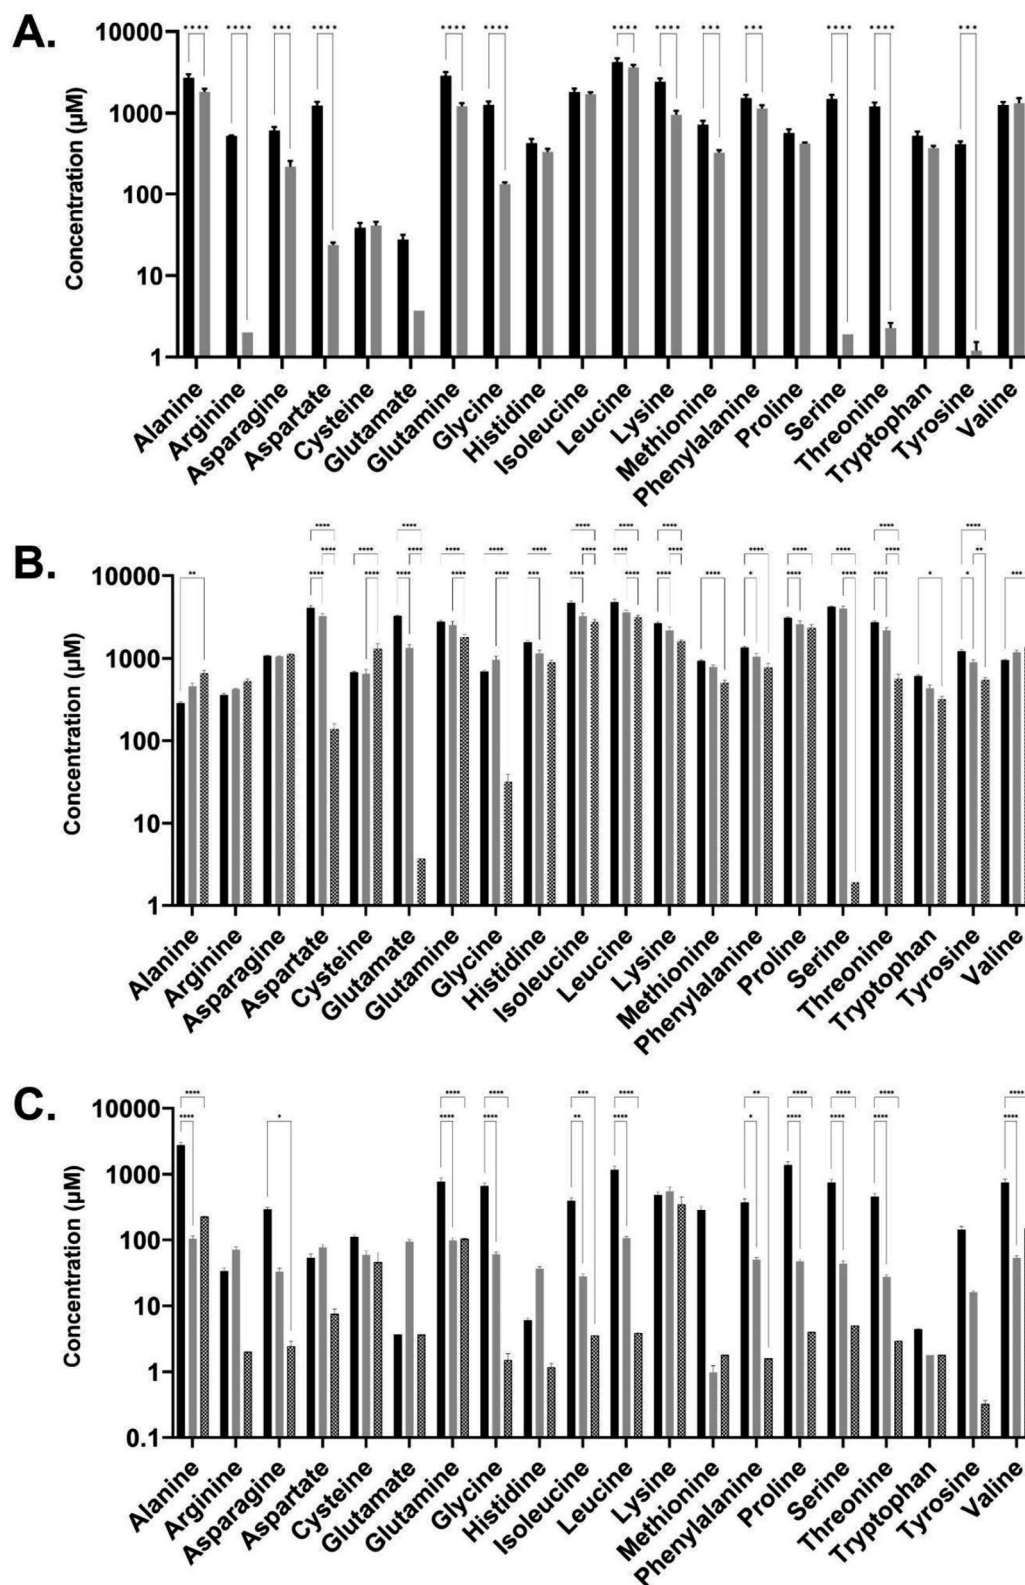 A.
**** **** *** **** **** **** **** **** *** *** **** **** ***
10000
1000
100
10
1
Concentration (µM)
Alanine
Arginine
Asparagine
Aspartate
Cysteine
Glutamate
Glutamine
Glycine
Histidine
Isoleucine
Leucine
Lysine
Methionine
Phenylalanine
Proline
Serine
Threonine
Tryptophan
Tyrosine
Valine
B.
**** **** **** **** **** **** ****
** **** **** **** **** **** **** **** **** **** **** **** **** **** **** **** **
**** **** *** **** **** **** * **** **** * * ***
10000
1000
100
10
1
Concentration (µM)
Alanine
Arginine
Asparagine
Aspartate
Cysteine
Glutamate
Glutamine
Glycine
Histidine
Isoleucine
Leucine
Lysine
Methionine
Phenylalanine
Proline
Serine
Threonine
Tryptophan
Tyrosine
Valine
C.
**** **** **** *** **** ** **** **** **** ****
**** * **** **** ** **** * **** **** **** ****
10000
1000
100
10
1
0.1
Concentration (µM)
Alanine
Arginine
Asparagine
Aspartate
Cysteine
Glutamate
Glutamine
Glycine
Histidine
Isoleucine
Leucine
Lysine
Methionine
Phenylalanine
Proline
Serine
Threonine
Tryptophan
Tyrosine
Valine